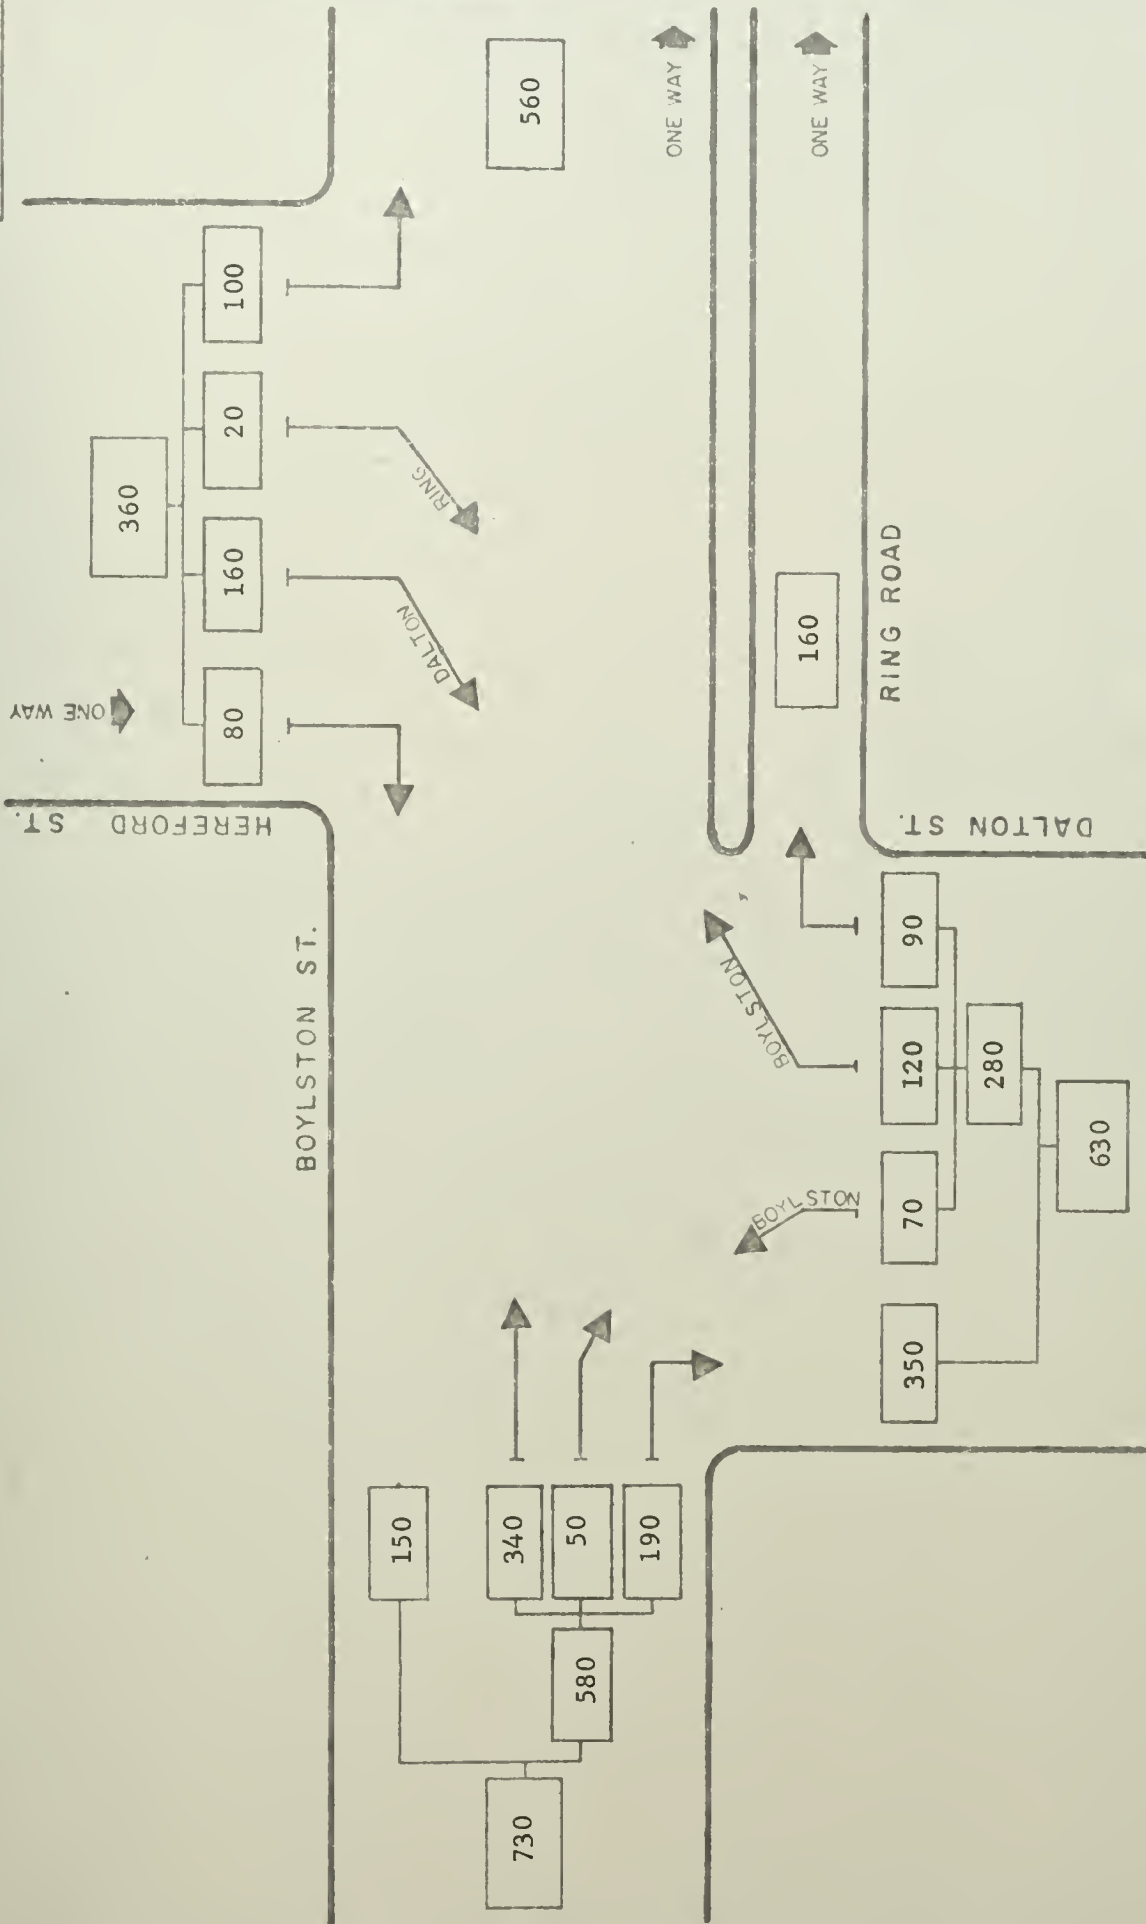 ONE WAY
HEREFORD ST.
360
80
160
20
100
DALTON
RING
BOYLSTON ST.
560
ONE WAY
ONE WAY
150
730
580
340
50
190
160
RING ROAD
DALTON ST.
BOYLSTON
BOYLSTON
350
70
120
90
280
630